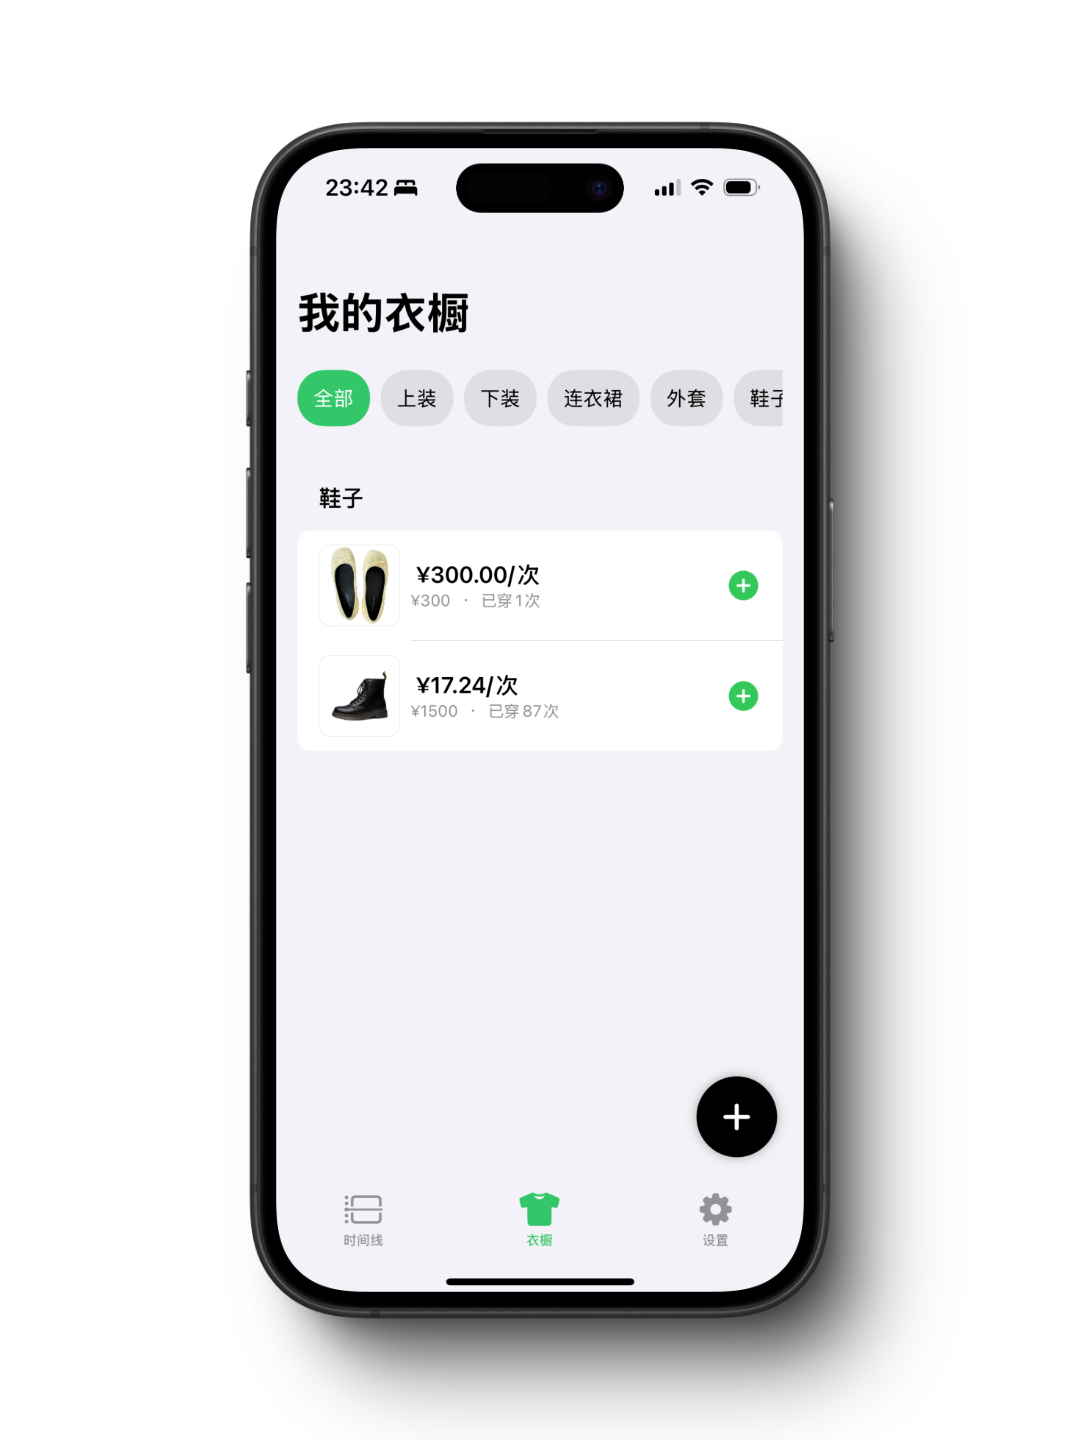 23:42
我的衣橱
全部 上装 下装 连衣裙 外套 鞋子
鞋子
¥300.00/次
¥300 · 已穿1次
¥17.24/次
¥1500 · 已穿87次
时间线 衣橱 设置